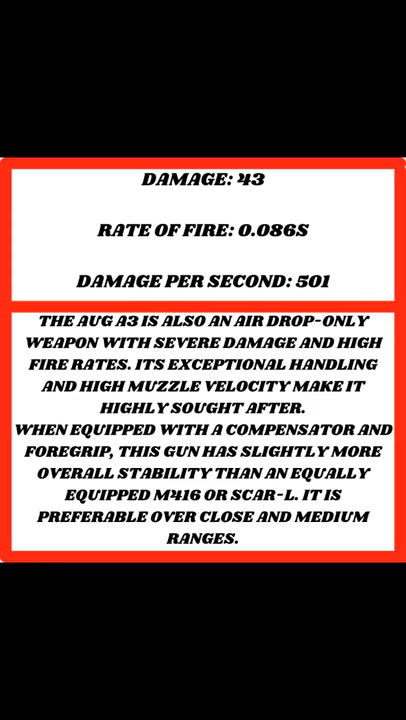 DAMAGE: 43
RATE OF FIRE: 0.086S
DAMAGE PER SECOND: 501
THE AUG A3 IS ALSO AN AIR DROP-ONLY
WEAPON WITH SEVERE DAMAGE AND HIGH
FIRE RATES. ITS EXCEPTIONAL HANDLING
AND HIGH MUZZLE VELOCITY MAKE IT
HIGHLY SOUGHT AFTER.
WHEN EQUIPPED WITH A COMPENSATOR AND
FOREGRIP, THIS GUN HAS SLIGHTLY MORE
OVERALL STABILITY THAN AN EQUALLY
EQUIPPED M416 OR SCAR-L. IT IS
PREFERABLE OVER CLOSE AND MEDIUM
RANGES.